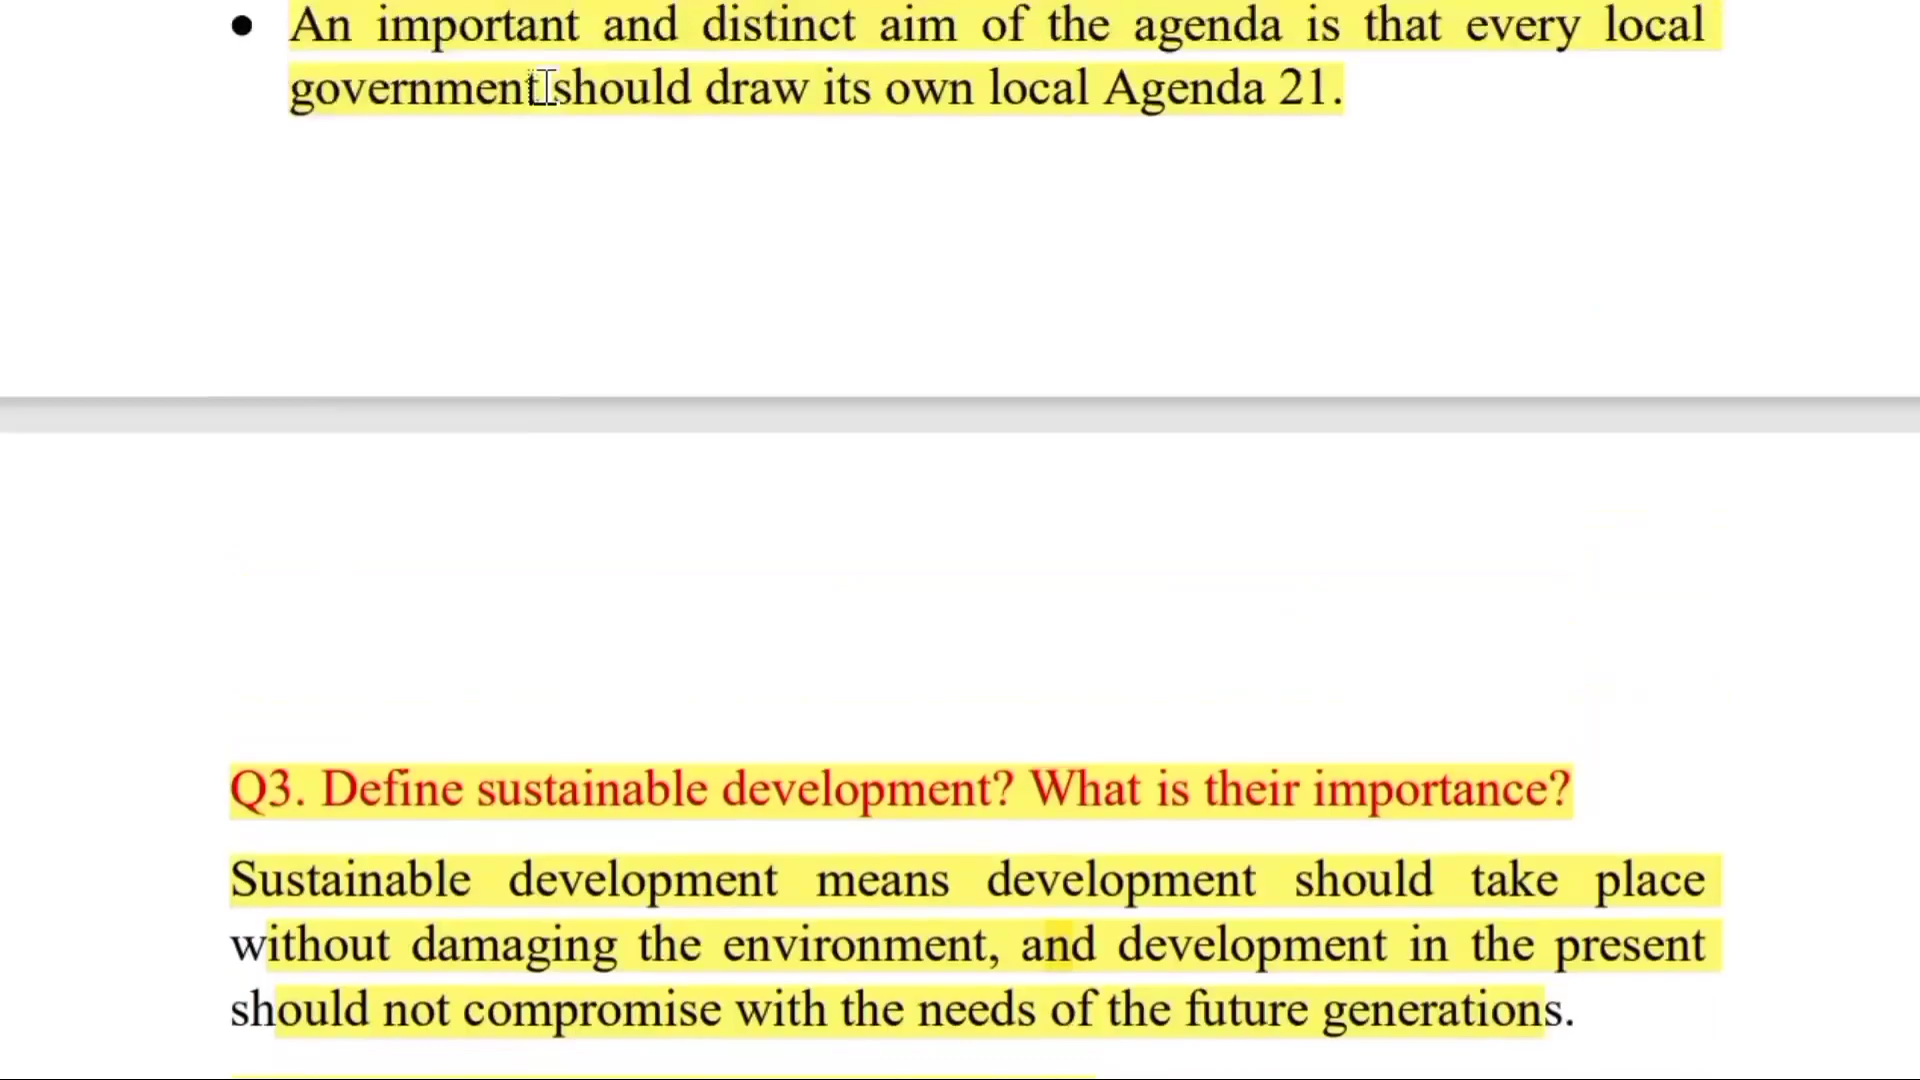 ● An important and distinct aim of the agenda is that every local
government should draw its own local Agenda 21.
Q3. Define sustainable development? What is their importance?
Sustainable development means development should take place
without damaging the environment, and development in the present
should not compromise with the needs of the future generations.